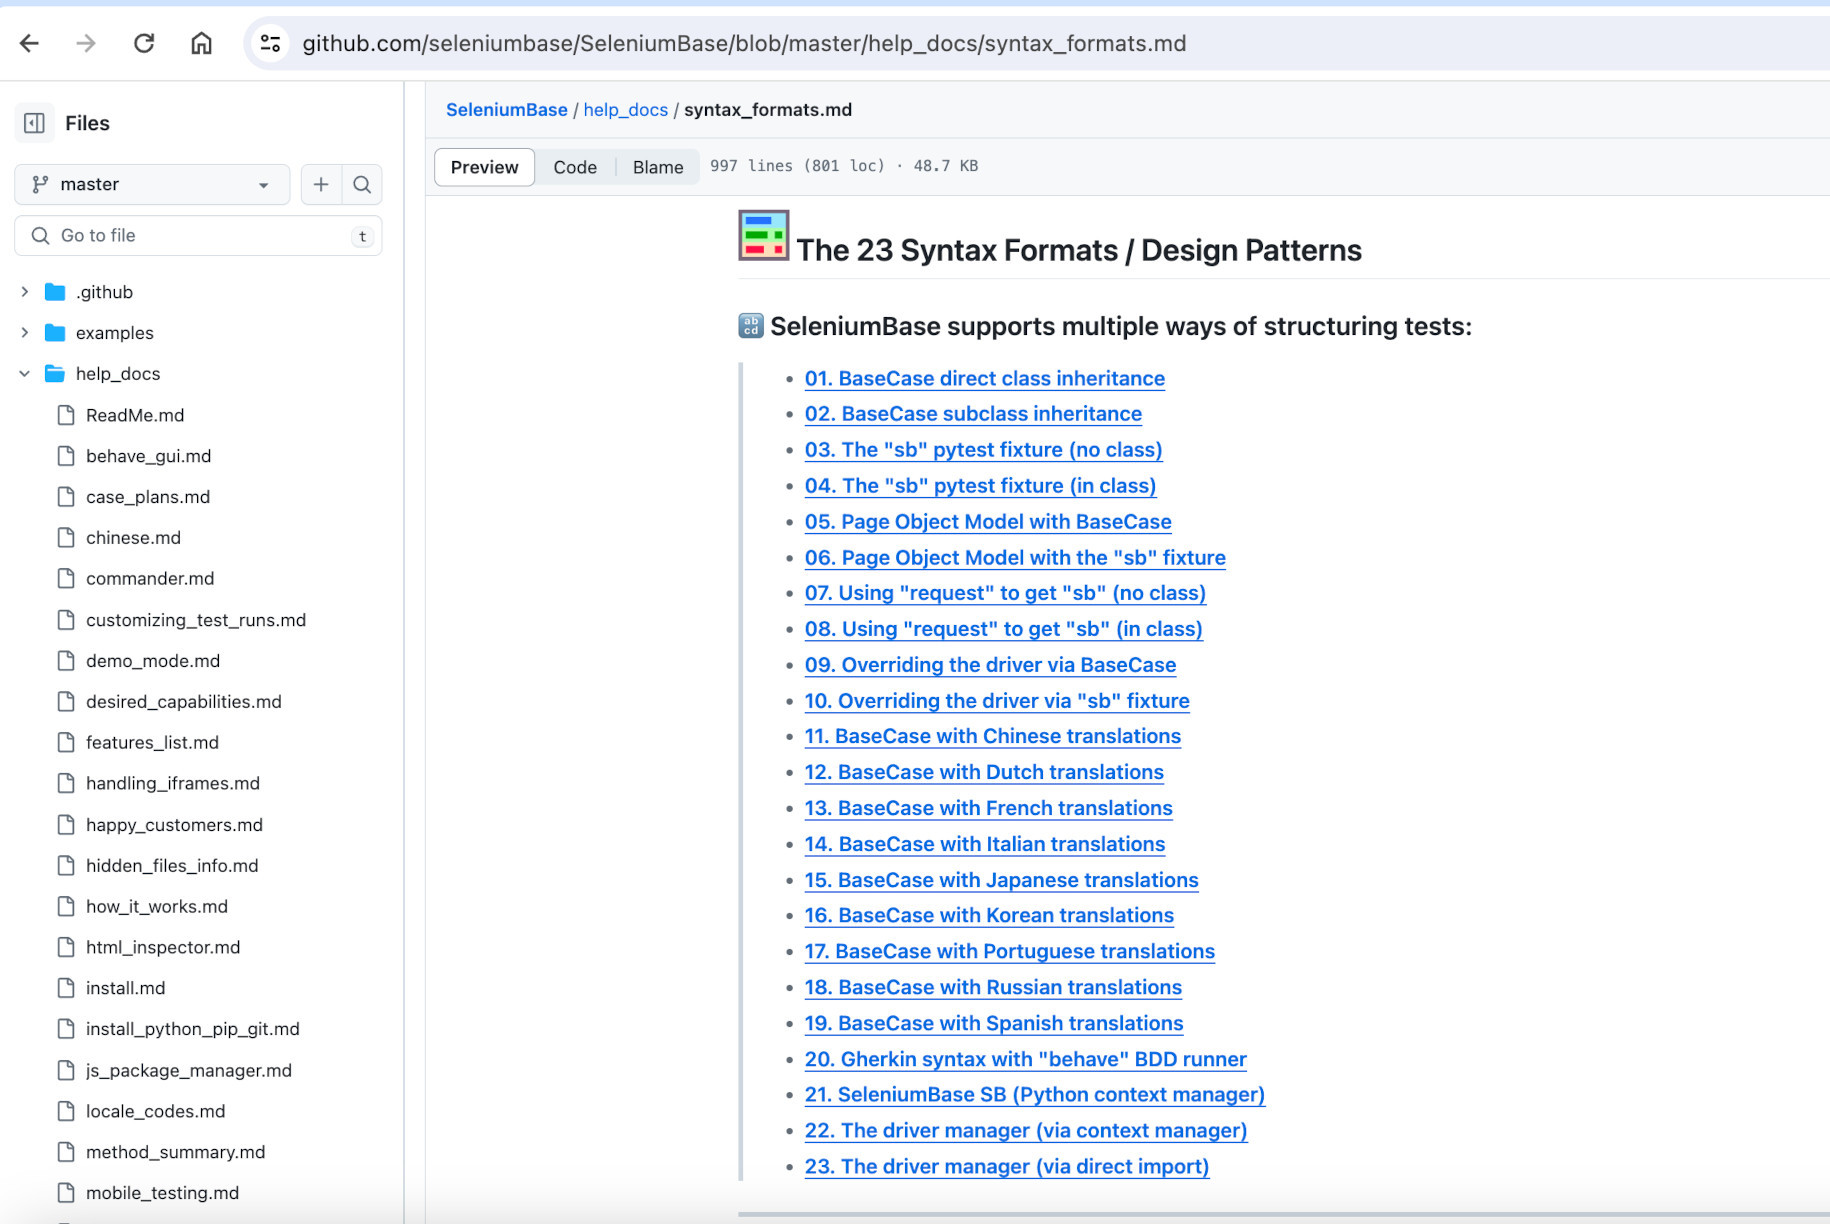 github.com/seleniumbase/SeleniumBase/blob/master/help_docs/syntax_formats.md
Files
master
Go to file
t
.github
examples
help_docs
ReadMe.md
behave_gui.md
case_plans.md
chinese.md
commander.md
customizing_test_runs.md
demo_mode.md
desired_capabilities.md
features_list.md
handling_iframes.md
happy_customers.md
hidden_files_info.md
how_it_works.md
html_inspector.md
install.md
install_python_pip_git.md
js_package_manager.md
locale_codes.md
method_summary.md
mobile_testing.md
SeleniumBase / help_docs / syntax_formats.md
Preview Code Blame 997 lines (801 loc) · 48.7 KB
The 23 Syntax Formats / Design Patterns
abcd SeleniumBase supports multiple ways of structuring tests:
• 01. BaseCase direct class inheritance
• 02. BaseCase subclass inheritance
• 03. The "sb" pytest fixture (no class)
• 04. The "sb" pytest fixture (in class)
• 05. Page Object Model with BaseCase
• 06. Page Object Model with the "sb" fixture
• 07. Using "request" to get "sb" (no class)
• 08. Using "request" to get "sb" (in class)
• 09. Overriding the driver via BaseCase
• 10. Overriding the driver via "sb" fixture
• 11. BaseCase with Chinese translations
• 12. BaseCase with Dutch translations
• 13. BaseCase with French translations
• 14. BaseCase with Italian translations
• 15. BaseCase with Japanese translations
• 16. BaseCase with Korean translations
• 17. BaseCase with Portuguese translations
• 18. BaseCase with Russian translations
• 19. BaseCase with Spanish translations
• 20. Gherkin syntax with "behave" BDD runner
• 21. SeleniumBase SB (Python context manager)
• 22. The driver manager (via context manager)
• 23. The driver manager (via direct import)